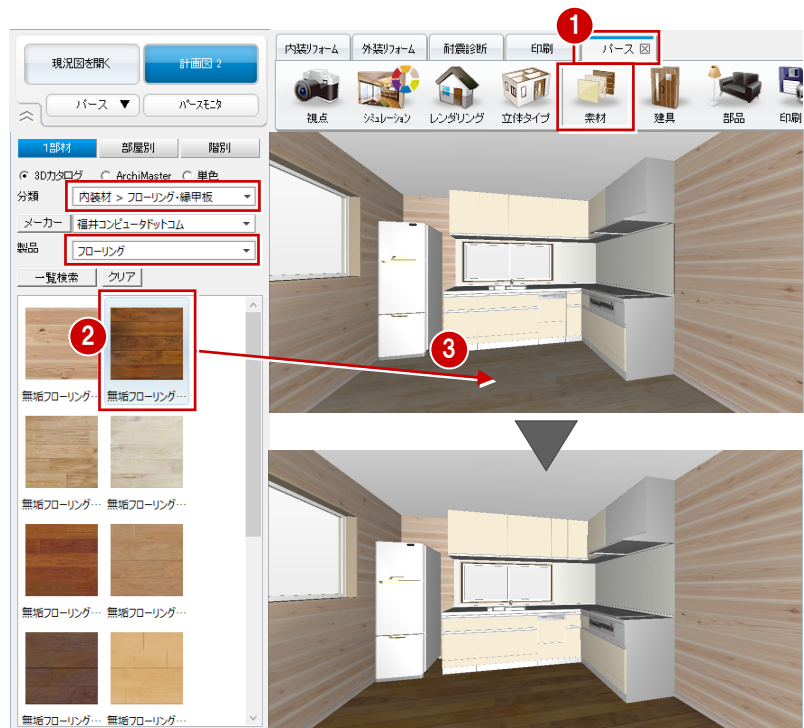 1
内装リフォーム
外装リフォーム
耐震診断
印刷
パース
現況図を開く
計画図 2
パース ▼
パースモニタ
視点
シミュレーション
レンダリング
立体タイプ
素材
建具
部品
印刷
1部材
部屋別
階別
3Dカタログ
ArchiMaster
単色
分類
内装材 > フローリング・縁甲板
メーカー
福井コンピュータドットコム
製品
フローリング
一覧検索
クリア
2
3
無垢フローリング…
無垢フローリング…
無垢フローリング…
無垢フローリング…
無垢フローリング…
無垢フローリング…
無垢フローリング…
無垢フローリング…